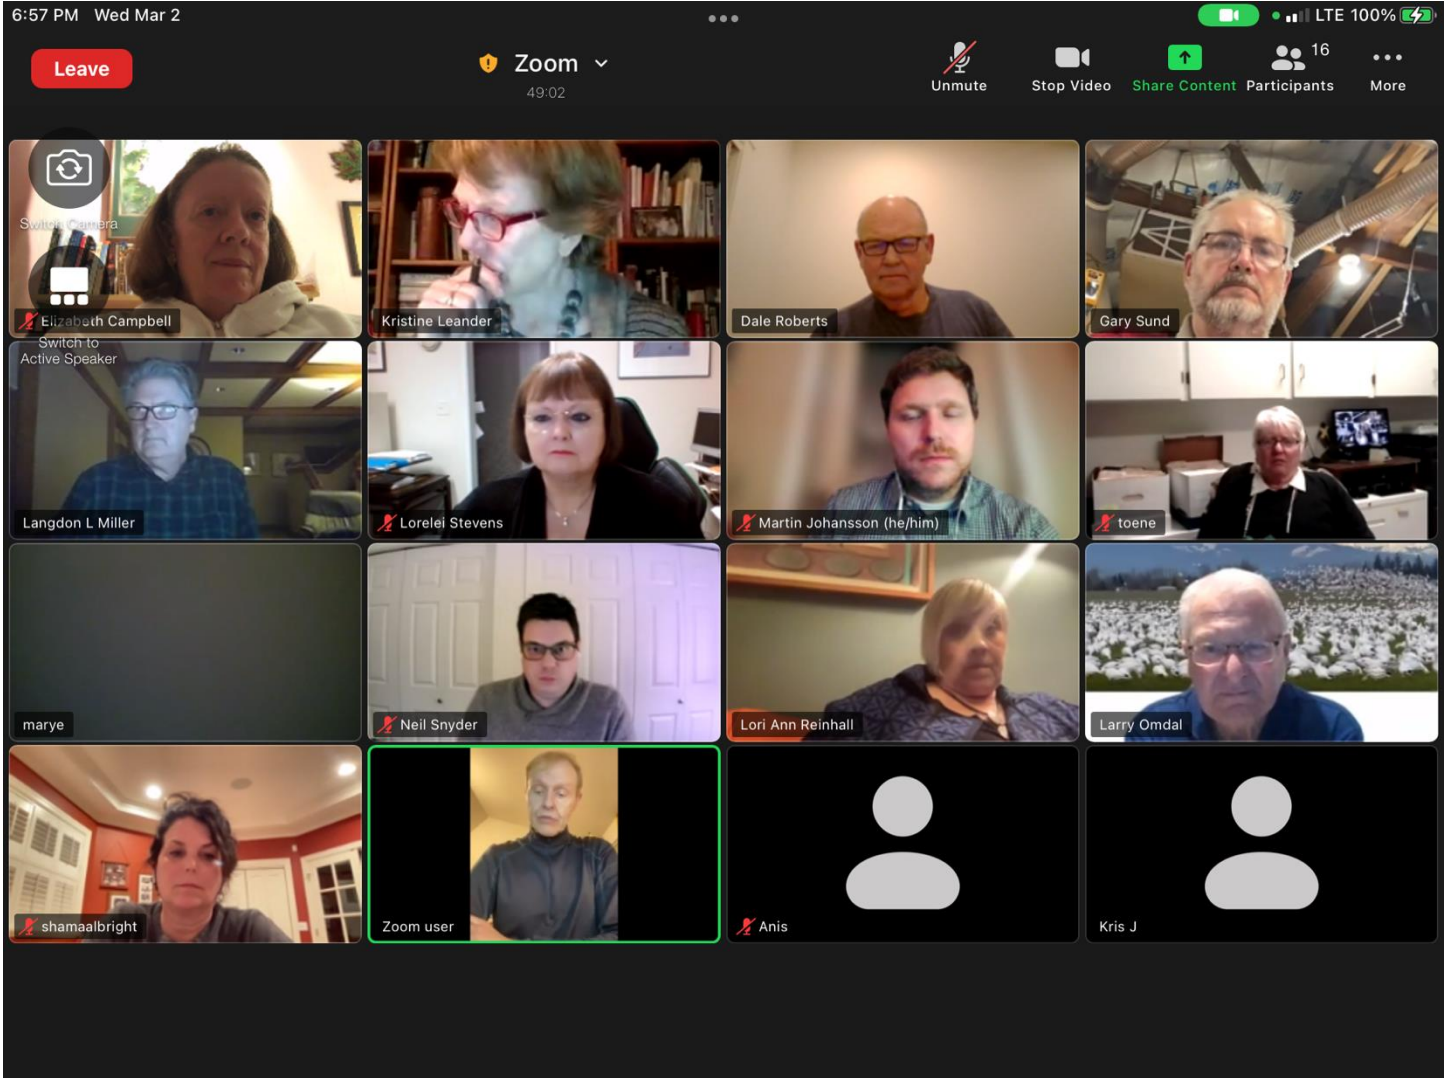 6:57 PM Wed Mar 2
LTE 100%
Leave
Zoom
49:02
Unmute
Stop Video
Share Content
16
Participants
More
Switch Camera
Elizabeth Campbell
Kristine Leander
Dale Roberts
Gary Sund
Switch to
Active Speaker
Langdon L Miller
Lorelei Stevens
Martin Johansson (he/him)
toene
marye
Neil Snyder
Lori Ann Reinhall
Larry Omdal
shamaalbright
Zoom user
Anis
Kris J